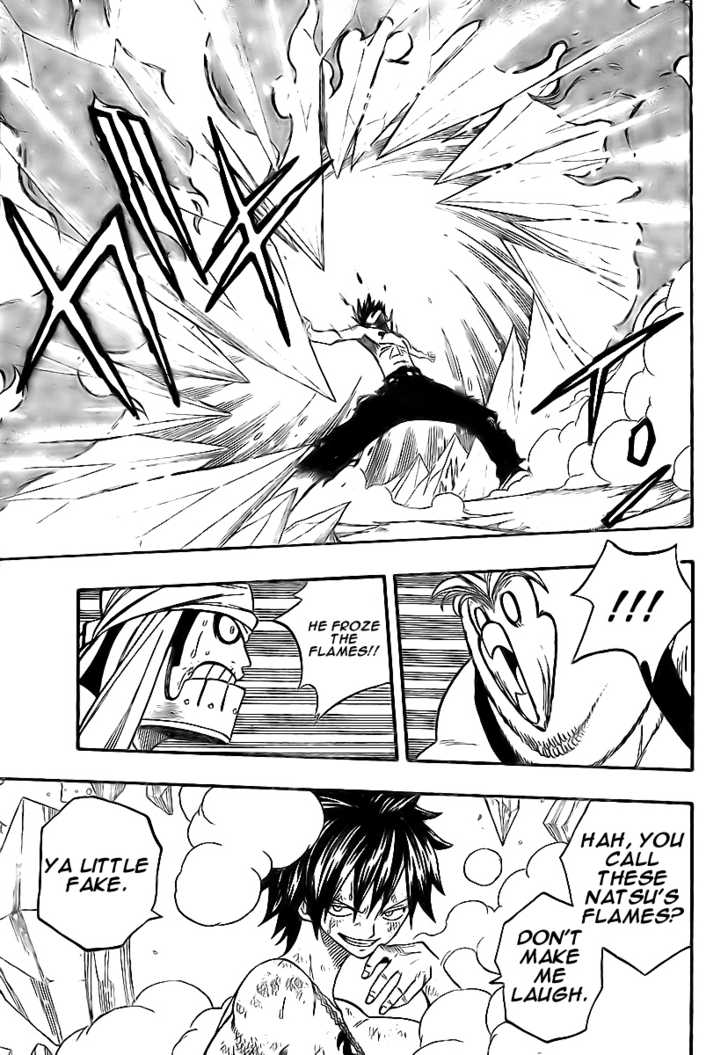 !!!
HE FROZE
THE
FLAMES!!
HAH, YOU
CALL
THESE
NATSU'S
FLAMES?
DON'T
MAKE
ME
LAUGH.
YA LITTLE
FAKE.